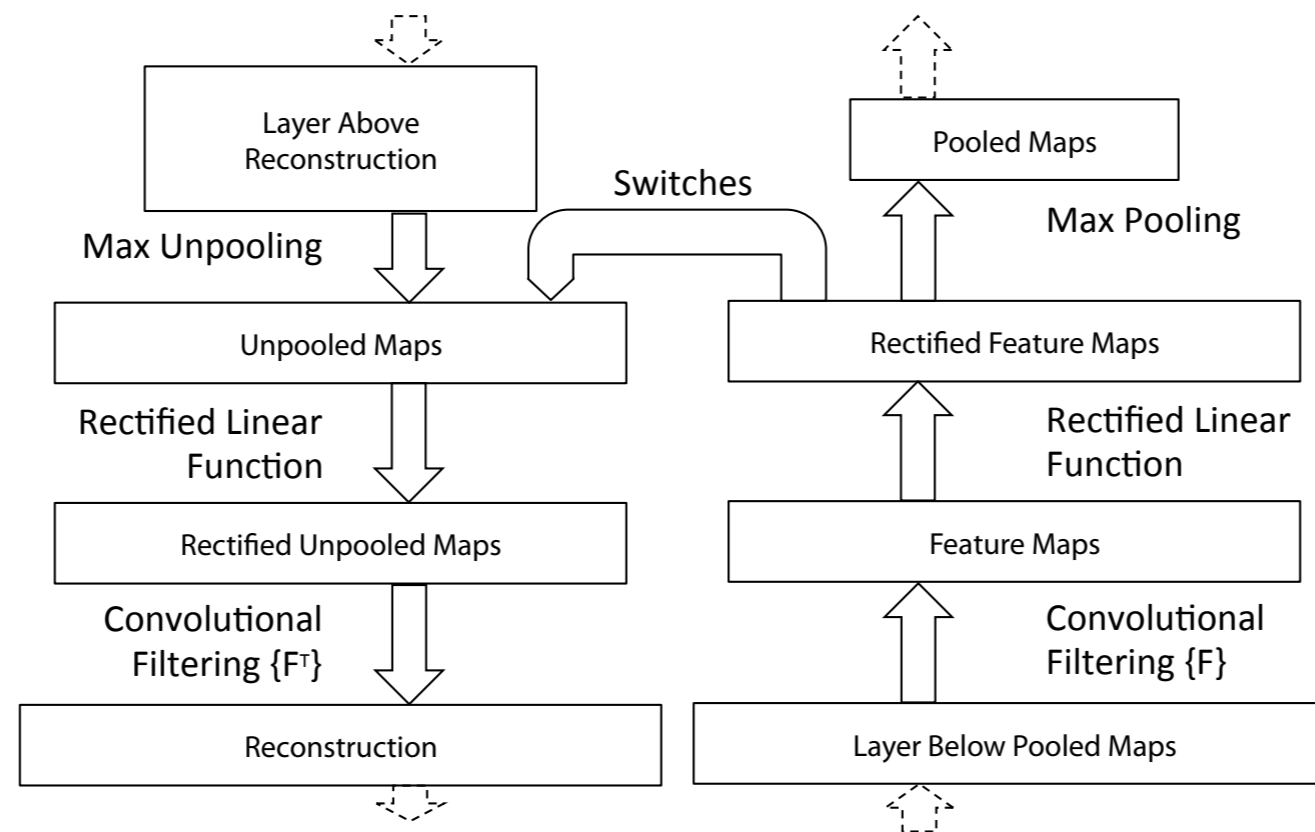 Layer Above
Reconstruction
Pooled Maps
Switches
Max Unpooling
Max Pooling
Unpooled Maps
Rectified Feature Maps
Rectified Linear
Function
Rectified Linear
Function
Rectified Unpooled Maps
Feature Maps
Convolutional
Filtering {Fᵀ}
Convolutional
Filtering {F}
Reconstruction
Layer Below Pooled Maps